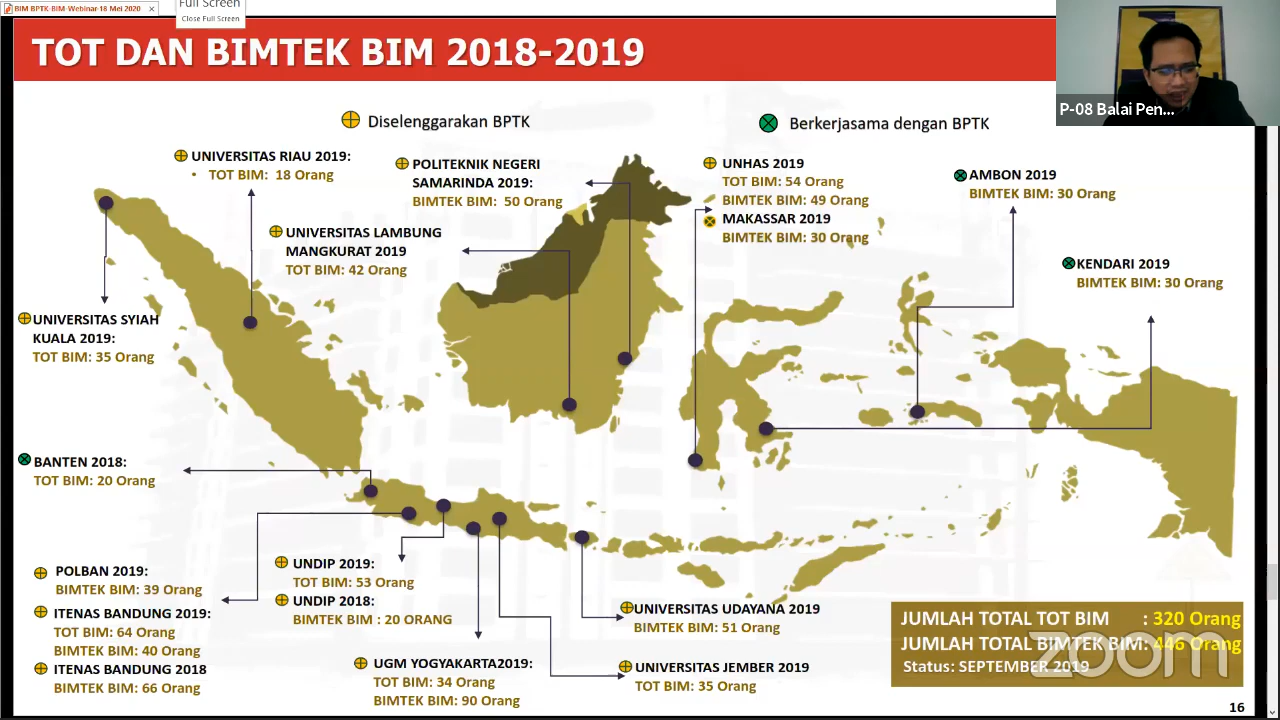 BIM BPTK-BIM-Webinar-18 Mei 2020
Full Screen
Close Full Screen
TOT DAN BIMTEK BIM 2018-2019
P-08 Balai Pen...
Diselenggarakan BPTK
Berkerjasama dengan BPTK
UNIVERSITAS RIAU 2019:
• TOT BIM: 18 Orang
POLITEKNIK NEGERI
SAMARINDA 2019:
BIMTEK BIM: 50 Orang
UNHAS 2019
TOT BIM: 54 Orang
BIMTEK BIM: 49 Orang
MAKASSAR 2019
BIMTEK BIM: 30 Orang
AMBON 2019
BIMTEK BIM: 30 Orang
UNIVERSITAS LAMBUNG
MANGKURAT 2019
TOT BIM: 42 Orang
KENDARI 2019
BIMTEK BIM: 30 Orang
UNIVERSITAS SYIAH
KUALA 2019:
TOT BIM: 35 Orang
BANTEN 2018:
TOT BIM: 20 Orang
POLBAN 2019:
BIMTEK BIM: 39 Orang
ITENAS BANDUNG 2019:
TOT BIM: 64 Orang
BIMTEK BIM: 40 Orang
ITENAS BANDUNG 2018
BIMTEK BIM: 66 Orang
UNDIP 2019:
TOT BIM: 53 Orang
UNDIP 2018:
BIMTEK BIM : 20 ORANG
UGM YOGYAKARTA2019:
TOT BIM: 34 Orang
BIMTEK BIM: 90 Orang
UNIVERSITAS UDAYANA 2019
BIMTEK BIM: 51 Orang
UNIVERSITAS JEMBER 2019
TOT BIM: 35 Orang
JUMLAH TOTAL TOT BIM : 320 Orang
JUMLAH TOTAL BIMTEK BIM: 446 Orang
Status: SEPTEMBER 2019
zoom
16